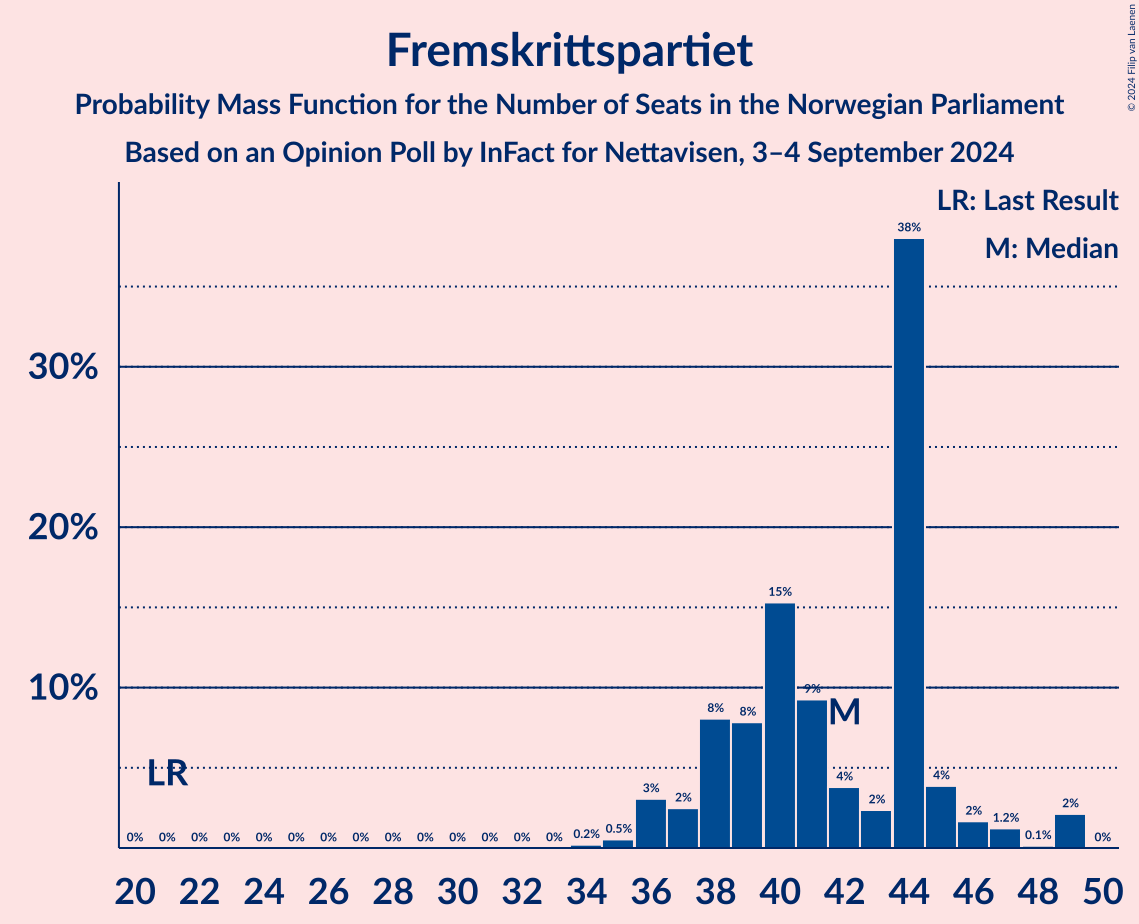 Fremskrittspartiet
Probability Mass Function for the Number of Seats in the Norwegian Parliament
Based on an Opinion Poll by InFact for Nettavisen, 3–4 September 2024
© 2024 Filip van Laenen
LR: Last Result
M: Median
38%
30%
20%
15%
10%
9%
8% 8% M
LR
3% 2% 4% 2% 4% 2% 1.2% 2%
0% 0% 0% 0% 0% 0% 0% 0% 0% 0% 0% 0% 0% 0% 0.2% 0.5% 0.1% 0%
20 22 24 26 28 30 32 34 36 38 40 42 44 46 48 50